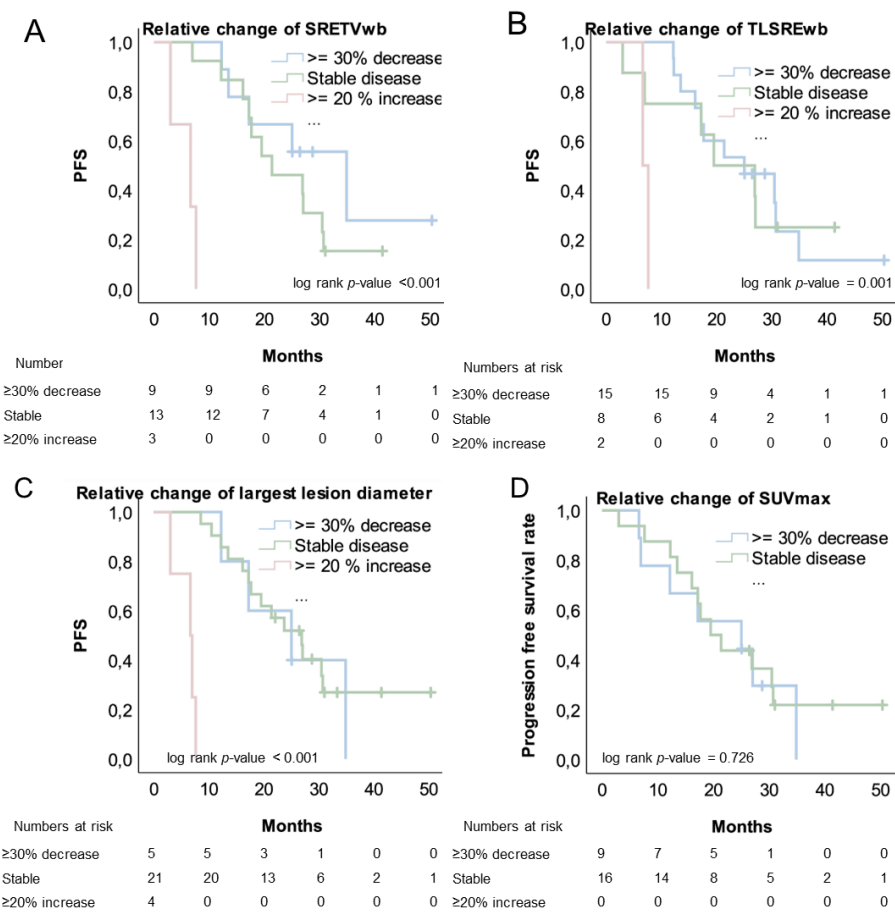 A
Relative change of SRETVwb
>= 30% decrease
Stable disease
>= 20 % increase
...
PFS
1,0
0,8
0,6
0,4
0,2
0,0
log rank p-value <0.001
0 10 20 30 40 50
Months
Number
≥30% decrease 9 9 6 2 1 1
Stable 13 12 7 4 1 0
≥20% increase 3 0 0 0 0 0
B
Relative change of TLSREwb
>= 30% decrease
Stable disease
>= 20 % increase
...
PFS
1,0
0,8
0,6
0,4
0,2
0,0
log rank p-value = 0.001
0 10 20 30 40 50
Months
Numbers at risk
≥30% decrease 15 15 9 4 1 1
Stable 8 6 4 2 1 0
≥20% increase 2 0 0 0 0 0
C
Relative change of largest lesion diameter
>= 30% decrease
Stable disease
>= 20 % increase
...
PFS
1,0
0,8
0,6
0,4
0,2
0,0
log rank p-value < 0.001
0 10 20 30 40 50
Months
Numbers at risk
≥30% decrease 5 5 3 1 0 0
Stable 21 20 13 6 2 1
≥20% increase 4 0 0 0 0 0
D
Relative change of SUVmax
>= 30% decrease
Stable disease
...
Progression free survival rate
1,0
0,8
0,6
0,4
0,2
0,0
log rank p-value = 0.726
0 10 20 30 40 50
Months
Numbers at risk
≥30% decrease 9 7 5 1 0 0
Stable 16 14 8 5 2 1
≥20% increase 0 0 0 0 0 0